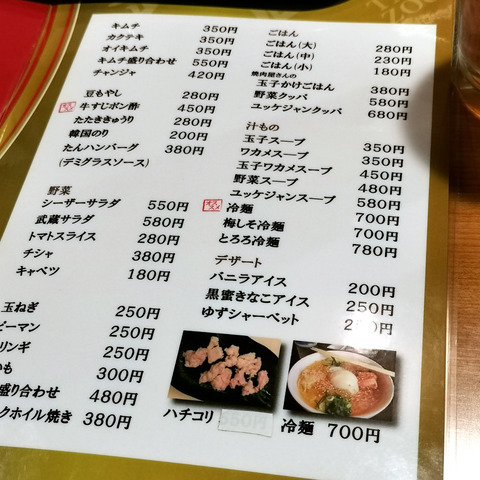 キムチ 350円
カクテキ 350円
オイキムチ 350円
キムチ盛り合わせ 550円
チャンジャ 420円
豆もやし 280円
牛すじポン酢 450円
たたききゅうり 280円
韓国のり 200円
たんハンバーグ 380円
(デミグラスソース)
野菜
シーザーサラダ 550円
武蔵サラダ 580円
トマトスライス 280円
チシャ 380円
キャベツ 180円
玉ねぎ 250円
ピーマン 250円
リンギ 250円
いも 300円
盛り合わせ 480円
クホイル焼き 380円
ごはん
ごはん(大) 280円
ごはん(中) 230円
ごはん(小) 180円
焼肉屋さんの
玉子かけごはん 380円
野菜クッパ 580円
ユッケジャンクッパ 680円
汁もの
玉子スープ 350円
ワカメスープ 350円
玉子ワカメスープ 450円
野菜スープ 480円
ユッケジャンスープ 580円
冷麺 700円
梅しそ冷麺 700円
とろろ冷麺 780円
デザート
バニラアイス 200円
黒蜜きなこアイス 250円
ゆずシャーベット
ハチコリ 550円
冷麺 700円